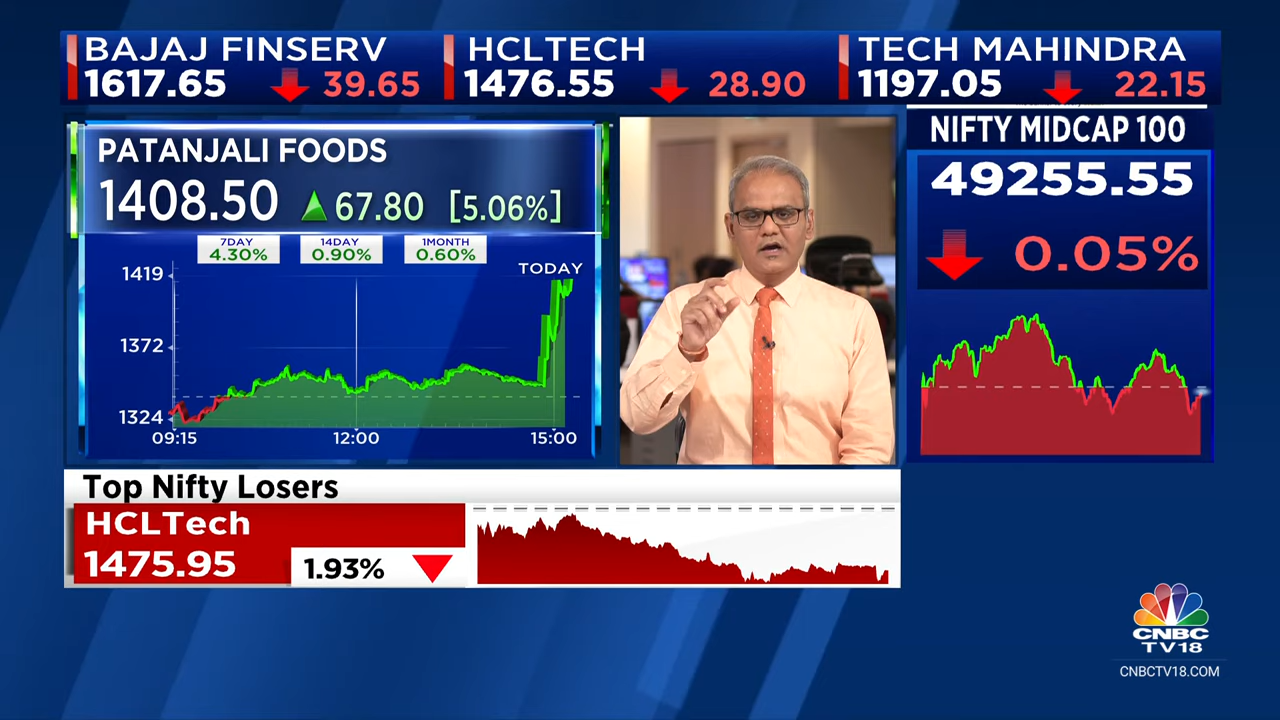 BAJAJ FINSERV
1617.65 39.65
HCLTECH
1476.55 28.90
TECH MAHINDRA
1197.05 22.15
PATANJALI FOODS
1408.50 67.80 [5.06%]
7DAY
4.30%
14DAY
0.90%
1MONTH
0.60%
TODAY
1419
1372
1324
09:15 12:00 15:00
NIFTY MIDCAP 100
49255.55
0.05%
Top Nifty Losers
HCLTech
1475.95 1.93%
CNBC
TV18
CNBCTV18.COM